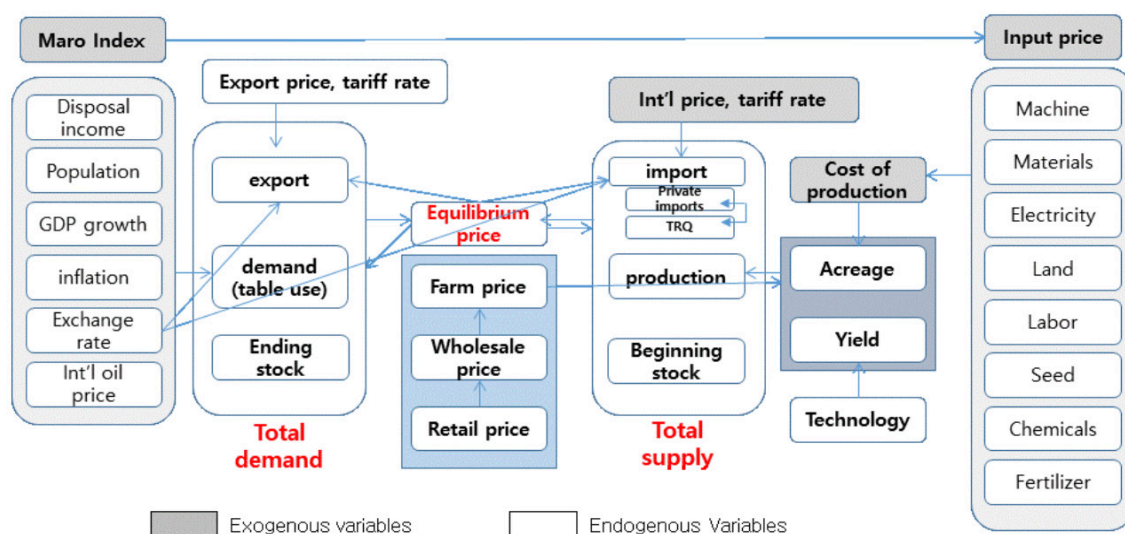 Maro Index
Input price
Export price, tariff rate
Int'l price, tariff rate
Disposal
income
Population
GDP growth
inflation
Exchange
rate
Int'l oil
price
export
demand
(table use)
Ending
stock
Total
demand
Equilibrium
price
Farm price
Wholesale
price
Retail price
import
Private
imports
TRQ
production
Beginning
stock
Total
supply
Cost of
production
Acreage
Yield
Technology
Machine
Materials
Electricity
Land
Labor
Seed
Chemicals
Fertilizer
Exogenous variables
Endogenous Variables